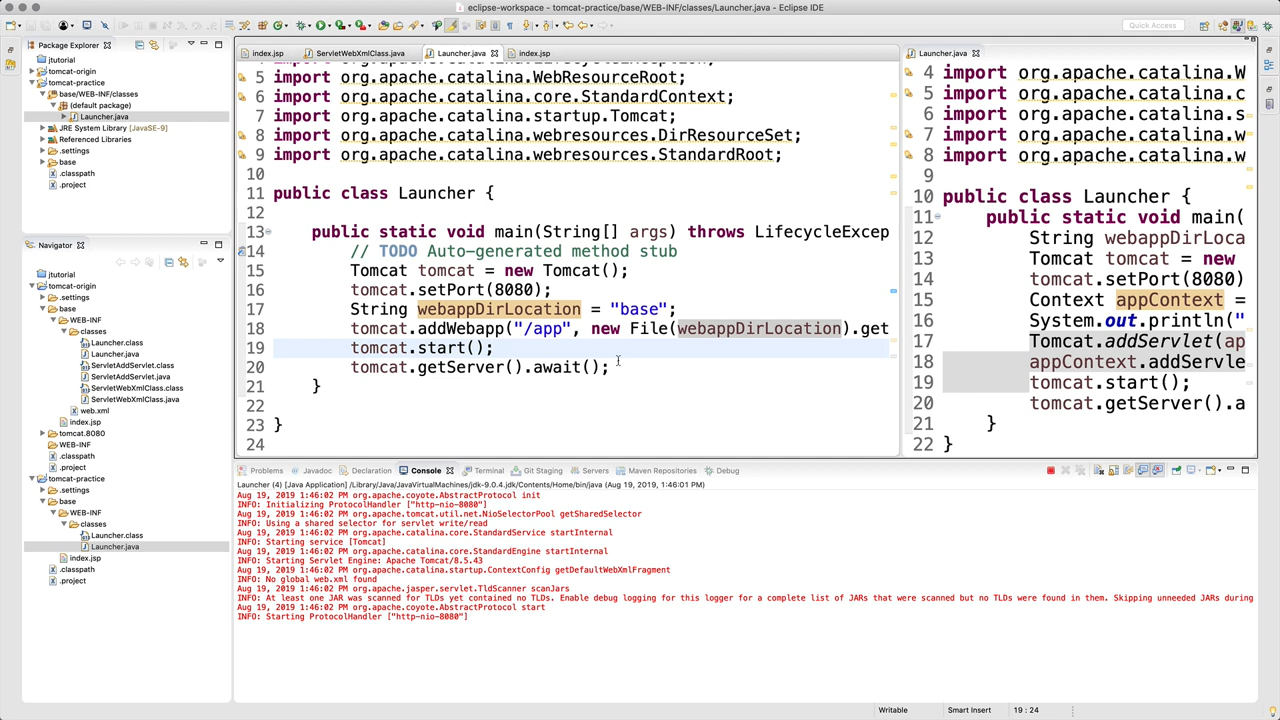 eclipse-workspace - tomcat-practice/base/WEB-INF/classes/Launcher.java - Eclipse IDE
Quick Access
Package Explorer
jtutorial
tomcat-origin
tomcat-practice
base/WEB-INF/classes
(default package)
Launcher.java
JRE System Library [JavaSE-9]
Referenced Libraries
.settings
base
.classpath
.project
Navigator
jtutorial
tomcat-origin
.settings
base
WEB-INF
classes
Launcher.class
Launcher.java
ServletAddServlet.class
ServletAddServlet.java
ServletWebXmlClass.class
ServletWebXmlClass.java
web.xml
index.jsp
tomcat.8080
WEB-INF
.classpath
.project
tomcat-practice
.settings
base
WEB-INF
classes
Launcher.class
Launcher.java
index.jsp
.classpath
.project
index.jsp ServletWebXmlClass.java Launcher.java index.jsp
5 import org.apache.catalina.WebResourceRoot;
6 import org.apache.catalina.core.StandardContext;
7 import org.apache.catalina.startup.Tomcat;
8 import org.apache.catalina.webresources.DirResourceSet;
9 import org.apache.catalina.webresources.StandardRoot;
10
11 public class Launcher {
12
13 public static void main(String[] args) throws LifecycleExcep
14 // TODO Auto-generated method stub
15 Tomcat tomcat = new Tomcat();
16 tomcat.setPort(8080);
17 String webappDirLocation = "base";
18 tomcat.addWebapp("/app", new File(webappDirLocation).get
19 tomcat.start();
20 tomcat.getServer().await();
21 }
22
23 }
24
Launcher.java
4 import org.apache.catalina.W
5 import org.apache.catalina.c
6 import org.apache.catalina.s
7 import org.apache.catalina.w
8 import org.apache.catalina.w
9
10 public class Launcher {
11 public static void main(
12 String webappDirLoca
13 Tomcat tomcat = new
14 tomcat.setPort(8080)
15 Context appContext =
16 System.out.println("
17 Tomcat.addServlet(ap
18 appContext.addServle
19 tomcat.start();
20 tomcat.getServer().a
21 }
22 }
Problems Javadoc Declaration Console Terminal Git Staging Servers Maven Repositories Debug
Launcher (4) [Java Application] /Library/Java/JavaVirtualMachines/jdk-9.0.4.jdk/Contents/Home/bin/java (Aug 19, 2019, 1:46:01 PM)
Aug 19, 2019 1:46:02 PM org.apache.coyote.AbstractProtocol init
INFO: Initializing ProtocolHandler ["http-nio-8080"]
Aug 19, 2019 1:46:02 PM org.apache.tomcat.util.net.NioSelectorPool getSharedSelector
INFO: Using a shared selector for servlet write/read
Aug 19, 2019 1:46:02 PM org.apache.catalina.core.StandardService startInternal
INFO: Starting service [Tomcat]
Aug 19, 2019 1:46:02 PM org.apache.catalina.core.StandardEngine startInternal
INFO: Starting Servlet Engine: Apache Tomcat/8.5.43
Aug 19, 2019 1:46:02 PM org.apache.catalina.startup.ContextConfig getDefaultWebXmlFragment
INFO: No global web.xml found
Aug 19, 2019 1:46:02 PM org.apache.jasper.servlet.TldScanner scanJars
INFO: At least one JAR was scanned for TLDs yet contained no TLDs. Enable debug logging for this logger for a complete list of JARs that were scanned but no TLDs were found in them. Skipping unneeded JARs during
Aug 19, 2019 1:46:02 PM org.apache.coyote.AbstractProtocol start
INFO: Starting ProtocolHandler ["http-nio-8080"]
Writable Smart Insert 19 : 24